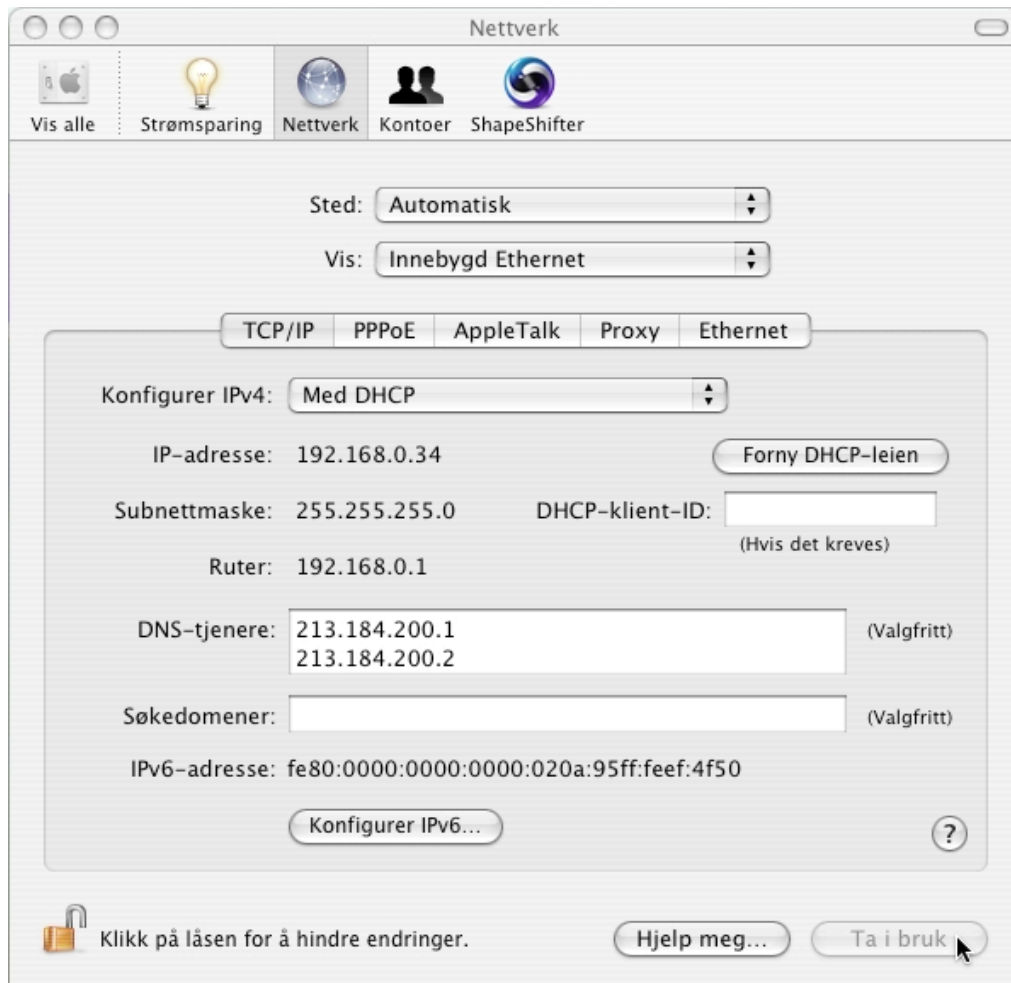 Nettverk
Vis alle
Strømsparing
Nettverk
Kontoer
ShapeShifter
Sted: Automatisk
Vis: Innebygd Ethernet
TCP/IP
PPPoE
AppleTalk
Proxy
Ethernet
Konfigurer IPv4: Med DHCP
IP-adresse: 192.168.0.34
Forny DHCP-leien
Subnettmaske: 255.255.255.0
DHCP-klient-ID:
(Hvis det kreves)
Ruter: 192.168.0.1
DNS-tjenere: 213.184.200.1
213.184.200.2
(Valgfritt)
Søkedomener:
(Valgfritt)
IPv6-adresse: fe80:0000:0000:0000:020a:95ff:feef:4f50
Konfigurer IPv6...
?
Klikk på låsen for å hindre endringer.
Hjelp meg...
Ta i bruk